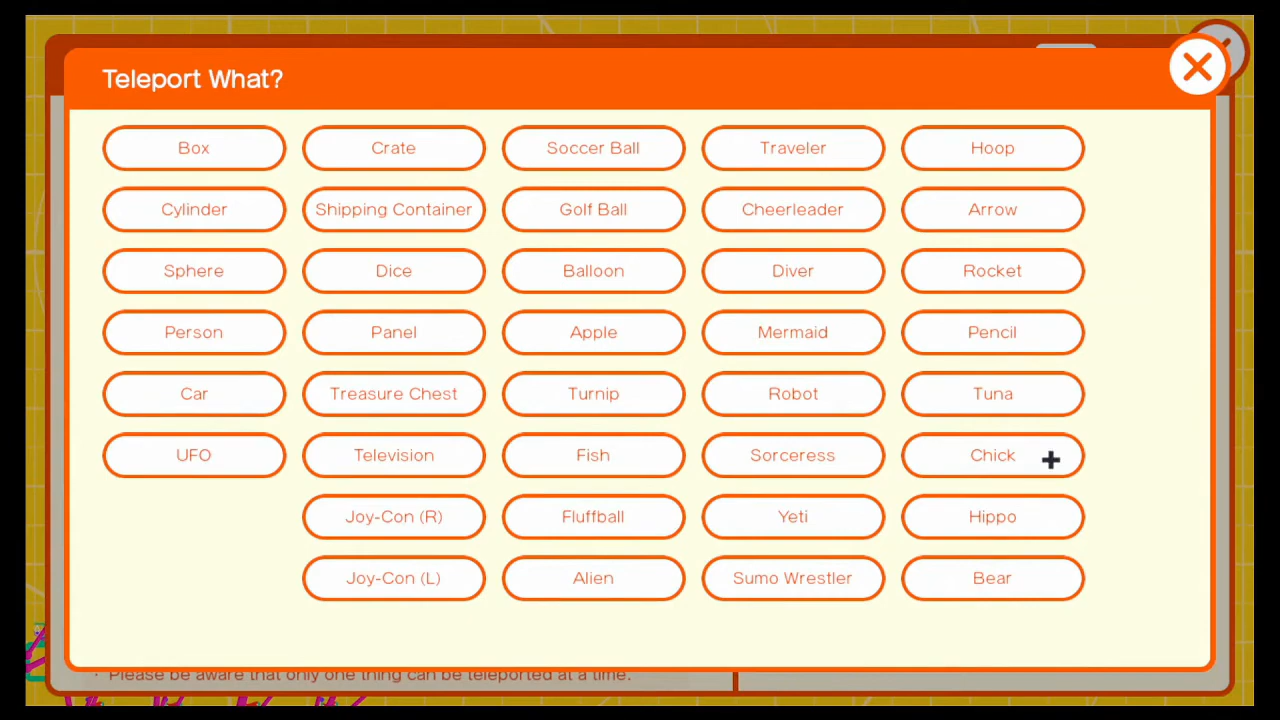 Teleport What?
Box
Crate
Soccer Ball
Traveler
Hoop
Cylinder
Shipping Container
Golf Ball
Cheerleader
Arrow
Sphere
Dice
Balloon
Diver
Rocket
Person
Panel
Apple
Mermaid
Pencil
Car
Treasure Chest
Turnip
Robot
Tuna
UFO
Television
Fish
Sorceress
Chick
Joy-Con (R)
Fluffball
Yeti
Hippo
Joy-Con (L)
Alien
Sumo Wrestler
Bear
· Please be aware that only one thing can be teleported at a time.